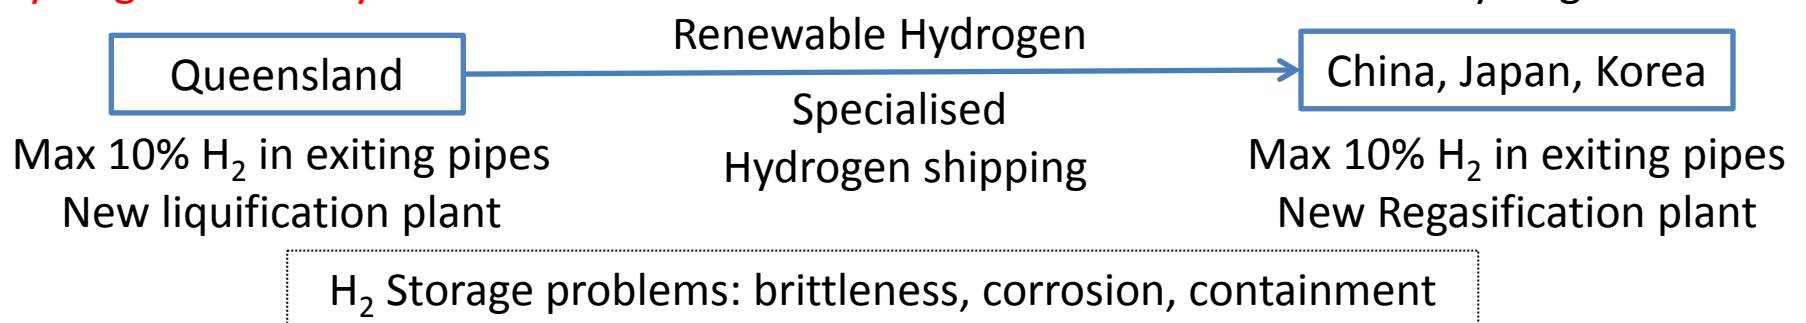 Renewable Hydrogen
Queensland
China, Japan, Korea
Specialised
Hydrogen shipping
Max 10% H₂ in exiting pipes
New liquification plant
Max 10% H₂ in exiting pipes
New Regasification plant
H₂ Storage problems: brittleness, corrosion, containment